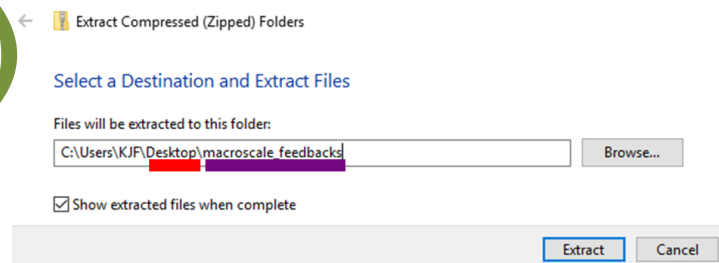 Extract Compressed (Zipped) Folders
Select a Destination and Extract Files
Files will be extracted to this folder:
C:\Users\KJF\Desktop\macroscale_feedbacks
Browse...
Show extracted files when complete
Extract Cancel